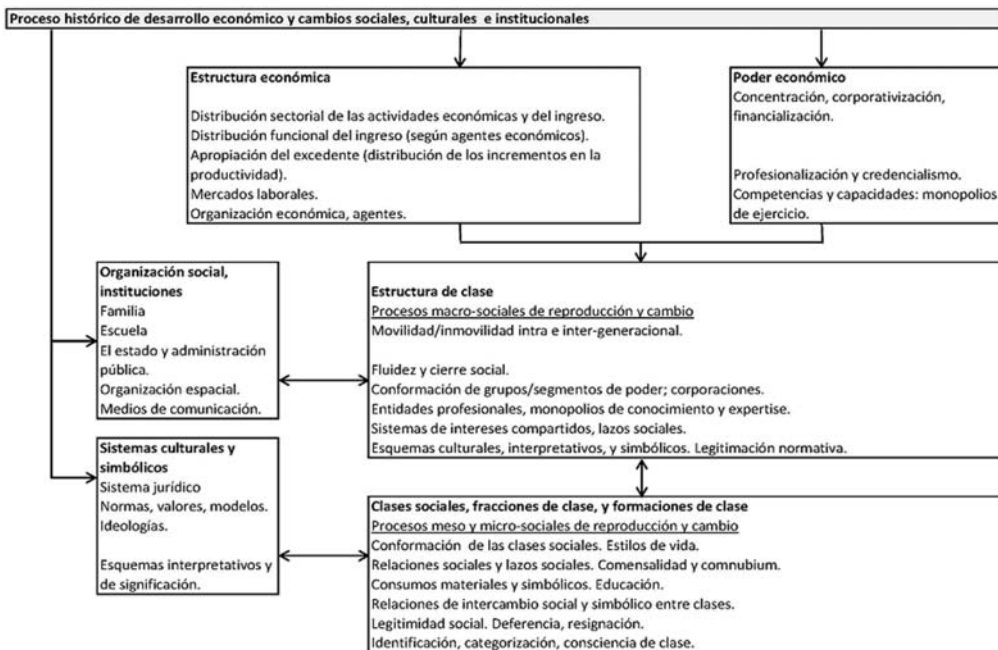 Proceso histórico de desarrollo económico y cambios sociales, culturales e institucionales
Estructura económica
Distribución sectorial de las actividades económicas y del ingreso.
Distribución funcional del ingreso (según agentes económicos).
Apropiación del excedente (distribución de los incrementos en la
productividad).
Mercados laborales.
Organización económica, agentes.
Poder económico
Concentración, corporativización,
financialización.
Profesionalización y credencialismo.
Competencias y capacidades: monopolios
de ejercicio.
Organización social,
instituciones
Familia
Escuela
El estado y administración
pública.
Organización espacial.
Medios de comunicación.
Estructura de clase
Procesos macro-sociales de reproducción y cambio
Movilidad/inmovilidad intra e inter-generacional.
Fluidez y cierre social.
Conformación de grupos/segmentos de poder; corporaciones.
Entidades profesionales, monopolios de conocimiento y expertise.
Sistemas de intereses compartidos, lazos sociales.
Esquemas culturales, interpretativos, y simbólicos. Legitimación normativa.
Sistemas culturales y
simbólicos
Sistema jurídico
Normas, valores, modelos.
Ideologías.
Esquemas interpretativos y
de significación.
Clases sociales, fracciones de clase, y formaciones de clase
Procesos meso y micro-sociales de reproducción y cambio
Conformación de las clases sociales. Estilos de vida.
Relaciones sociales y lazos sociales. Comensalidad y comnubium.
Consumos materiales y simbólicos. Educación.
Relaciones de intercambio social y simbólico entre clases.
Legitimidad social. Deferencia, resignación.
Identificación, categorización, consciencia de clase.